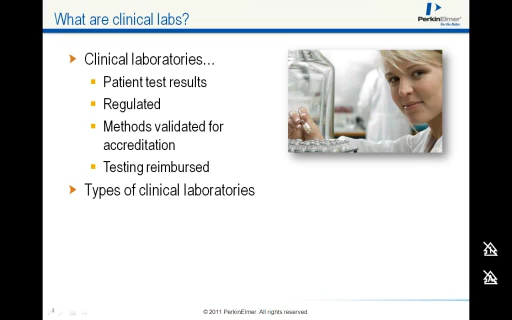 What are clinical labs?
PerkinElmer
For the Better
Clinical laboratories…
Patient test results
Regulated
Methods validated for
accreditation
Testing reimbursed
Types of clinical laboratories
4
© 2011 PerkinElmer. All rights reserved.